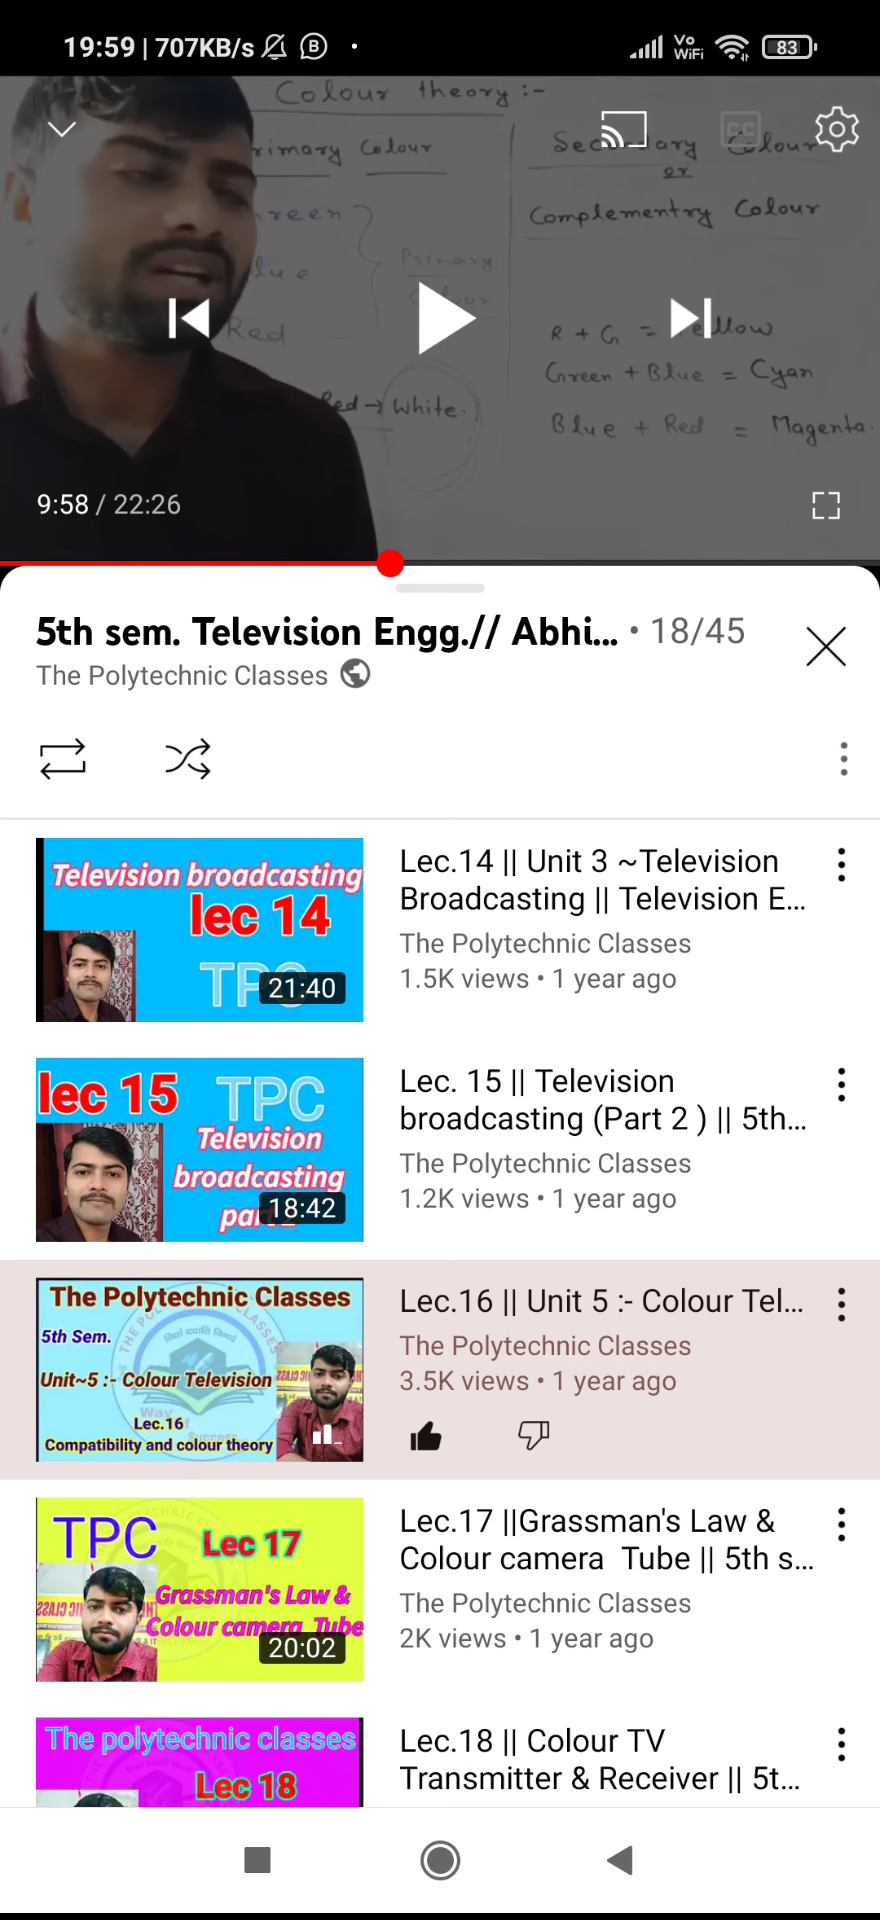 19:59 | 707KB/s
Vo
WiFi
83
Colour theory :-
rimary Colour
reen
lue
Red
Primary
Red → White.
Colour
or
Complementry Colour
R + G = Yellow
Green + Blue = Cyan
Blue + Red = Magenta.
CC
9:58 / 22:26
5th sem. Television Engg.// Abhi... • 18/45
The Polytechnic Classes
Television broadcasting
lec 14
21:40
Lec.14 || Unit 3 ~Television
Broadcasting || Television E...
The Polytechnic Classes
1.5K views • 1 year ago
lec 15 TPC
Television
broadcasting
18:42
Lec. 15 || Television
broadcasting (Part 2 ) || 5th...
The Polytechnic Classes
1.2K views • 1 year ago
The Polytechnic Classes
5th Sem.
Unit~5 :- Colour Television
Lec.16
Compatibility and colour theory
Lec.16 || Unit 5 :- Colour Tel...
The Polytechnic Classes
3.5K views • 1 year ago
TPC Lec 17
Grassman's Law &
Colour camera Tube
20:02
Lec.17 ||Grassman's Law &
Colour camera Tube || 5th s...
The Polytechnic Classes
2K views • 1 year ago
The polytechnic classes
Lec 18
Lec.18 || Colour TV
Transmitter & Receiver || 5t...